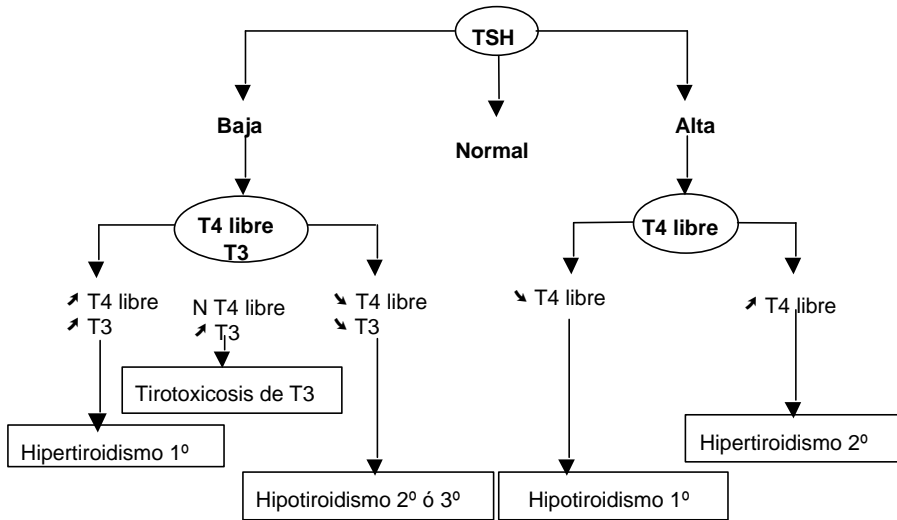 TSH
Baja
Normal
Alta
T4 libre
T3
T4 libre
↗ T4 libre
↗ T3
N T4 libre
↗ T3
↘ T4 libre
↘ T3
↘ T4 libre
↗ T4 libre
Tirotoxicosis de T3
Hipertiroidismo 1º
Hipertiroidismo 2º
Hipotiroidismo 2º ó 3º
Hipotiroidismo 1º